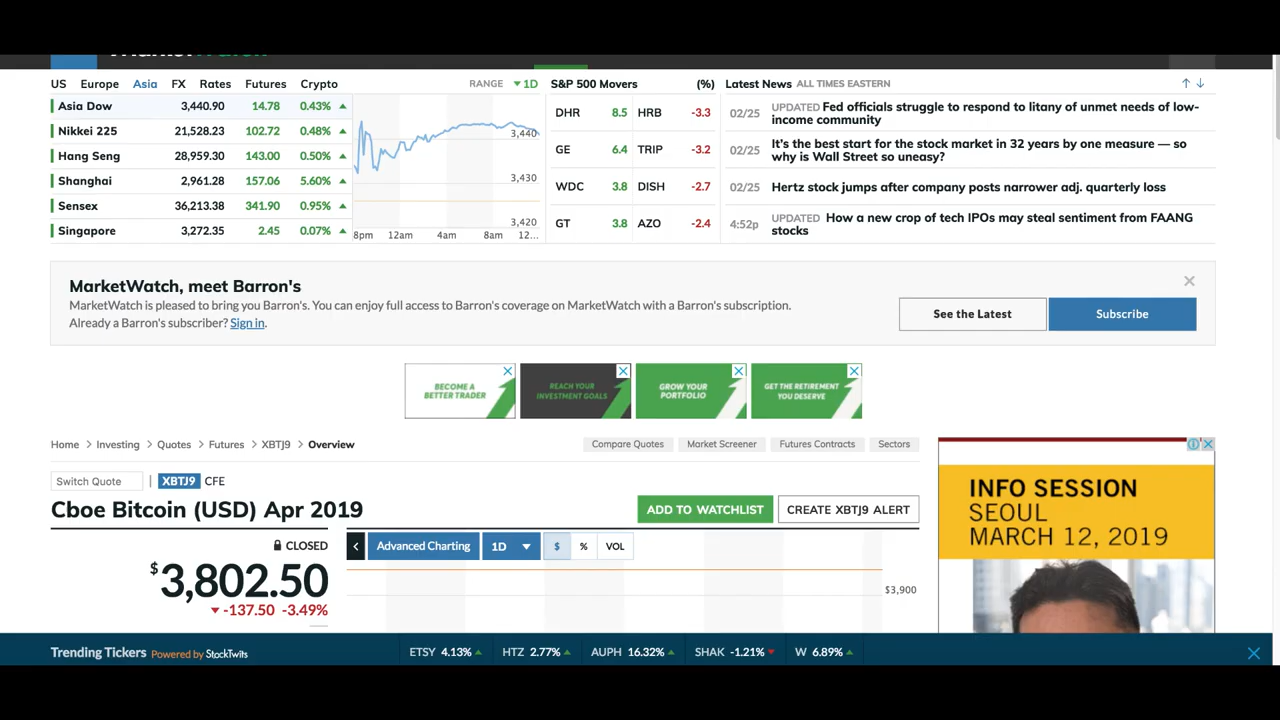 US Europe Asia FX Rates Futures Crypto RANGE 1D
Asia Dow 3,440.90 14.78 0.43%
Nikkei 225 21,528.23 102.72 0.48%
Hang Seng 28,959.30 143.00 0.50%
Shanghai 2,961.28 157.06 5.60%
Sensex 36,213.38 341.90 0.95%
Singapore 3,272.35 2.45 0.07%
3,440
3,430
3,420
8pm 12am 4am 8am 12...
S&P 500 Movers (%)
DHR 8.5 HRB -3.3
GE 6.4 TRIP -3.2
WDC 3.8 DISH -2.7
GT 3.8 AZO -2.4
Latest News ALL TIMES EASTERN
02/25 UPDATED Fed officials struggle to respond to litany of unmet needs of low-
income community
02/25 It's the best start for the stock market in 32 years by one measure — so
why is Wall Street so uneasy?
02/25 Hertz stock jumps after company posts narrower adj. quarterly loss
4:52p UPDATED How a new crop of tech IPOs may steal sentiment from FAANG
stocks
MarketWatch, meet Barron's
MarketWatch is pleased to bring you Barron's. You can enjoy full access to Barron's coverage on MarketWatch with a Barron's subscription.
Already a Barron's subscriber? Sign in.
See the Latest Subscribe
BECOME A
BETTER TRADER
REACH YOUR
INVESTMENT GOALS
GROW YOUR
PORTFOLIO
GET THE RETIREMENT
YOU DESERVE
Home > Investing > Quotes > Futures > XBTJ9 > Overview
Compare Quotes Market Screener Futures Contracts Sectors
Switch Quote | XBTJ9 CFE
Cboe Bitcoin (USD) Apr 2019
ADD TO WATCHLIST CREATE XBTJ9 ALERT
CLOSED
$3,802.50
-137.50 -3.49%
Advanced Charting 1D $ % VOL
$3,900
INFO SESSION
SEOUL
MARCH 12, 2019
Trending Tickers Powered by StockTwits ETSY 4.13% HTZ 2.77% AUPH 16.32% SHAK -1.21% W 6.89%